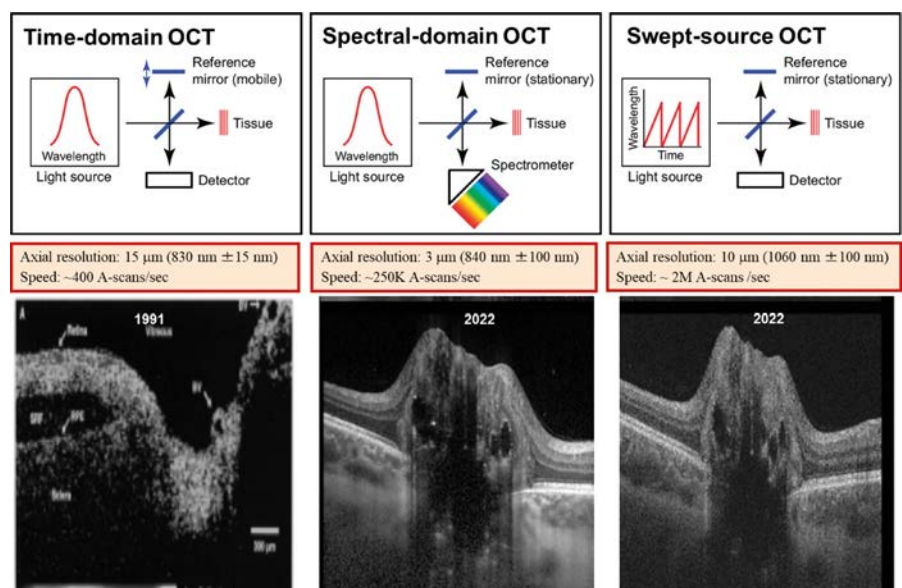 Time-domain OCT
Reference
mirror (mobile)
Tissue
Wavelength
Light source
Detector
Spectral-domain OCT
Reference
mirror (stationary)
Tissue
Wavelength
Light source
Spectrometer
Swept-source OCT
Reference
mirror (stationary)
Tissue
Wavelength
Time
Light source
Detector
Axial resolution: 15 μm (830 nm ±15 nm)
Speed: ~400 A-scans/sec
Axial resolution: 3 μm (840 nm ±100 nm)
Speed: ~250K A-scans/sec
Axial resolution: 10 μm (1060 nm ±100 nm)
Speed: ~ 2M A-scans /sec
A
1991
BV
Retina
Vitreous
BV
SRF
RPE
Sclera
300 μm
2022
2022